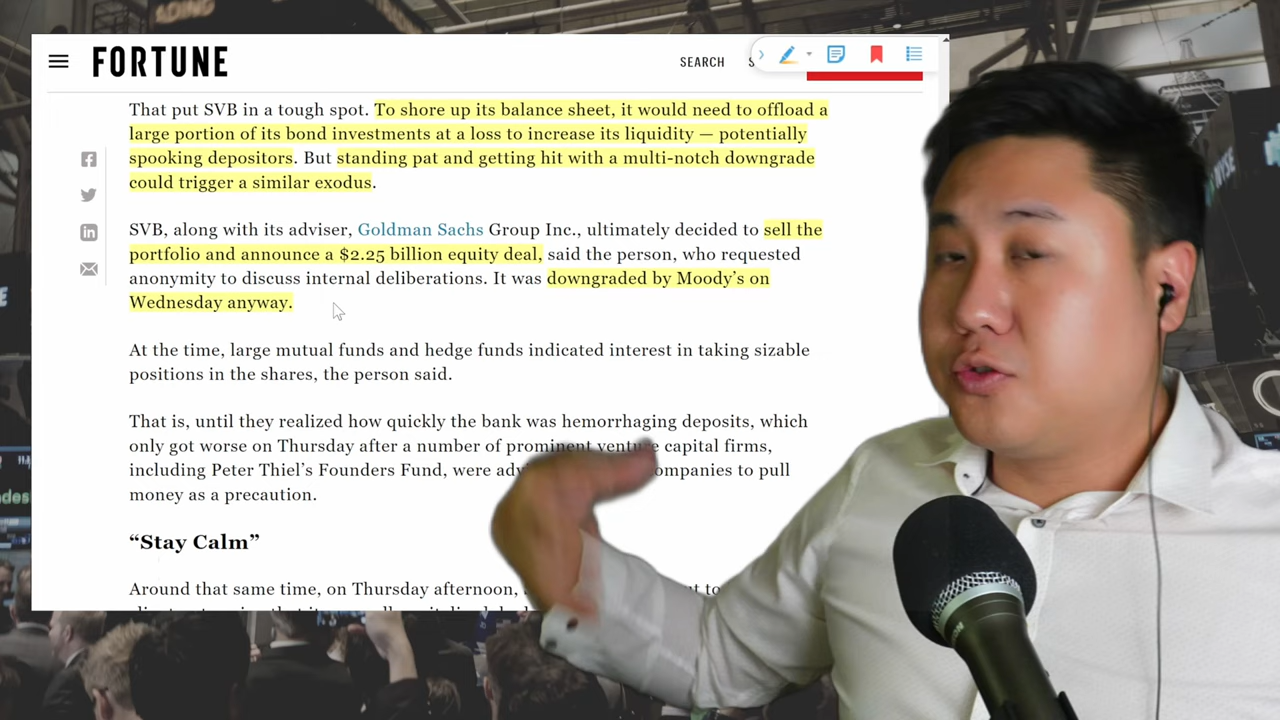 FORTUNE
SEARCH
That put SVB in a tough spot. To shore up its balance sheet, it would need to offload a
large portion of its bond investments at a loss to increase its liquidity — potentially
spooking depositors. But standing pat and getting hit with a multi-notch downgrade
could trigger a similar exodus.
SVB, along with its adviser, Goldman Sachs Group Inc., ultimately decided to sell the
portfolio and announce a $2.25 billion equity deal, said the person, who requested
anonymity to discuss internal deliberations. It was downgraded by Moody's on
Wednesday anyway.
At the time, large mutual funds and hedge funds indicated interest in taking sizable
positions in the shares, the person said.
That is, until they realized how quickly the bank was hemorrhaging deposits, which
only got worse on Thursday after a number of prominent venture capital firms,
including Peter Thiel's Founders Fund, were companies to pull
money as a precaution.
“Stay Calm”
Around that same time, on Thursday afternoon,
NYSE